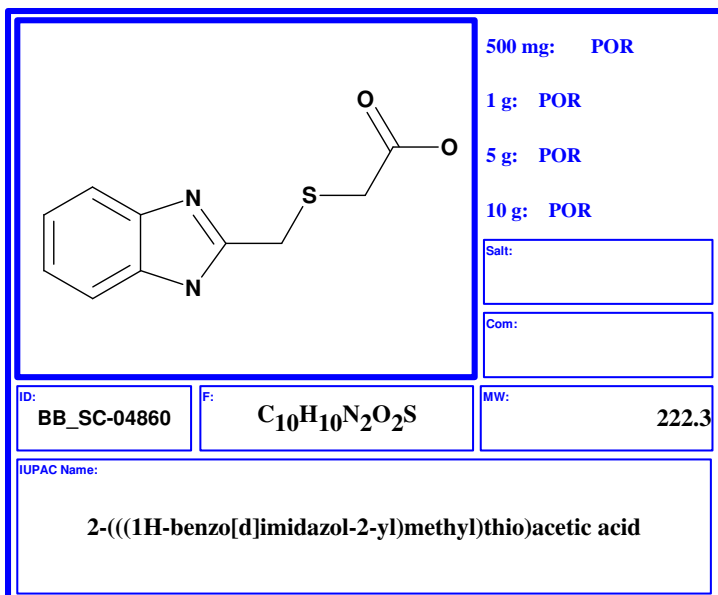 500 mg: POR
1 g: POR
5 g: POR
10 g: POR
O
O
S
N
N
Salt:
Com:
ID:
BB_SC-04860
F:
C10H10N2O2S
MW:
222.3
IUPAC Name:
2-(((1H-benzo[d]imidazol-2-yl)methyl)thio)acetic acid